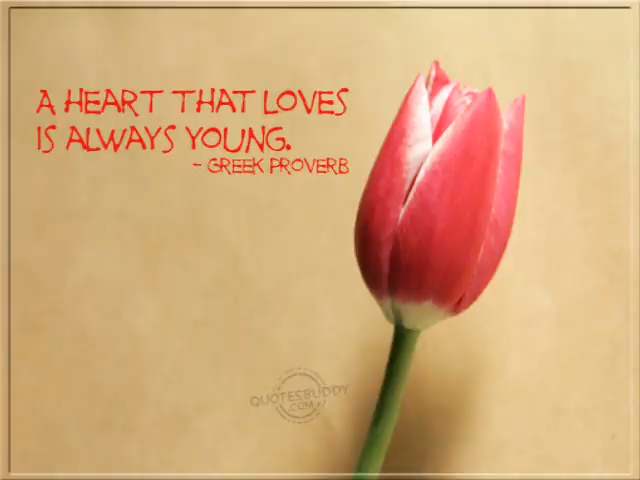 A HEART THAT LOVES
IS ALWAYS YOUNG.
- GREEK PROVERB
QUOTESBUDDY
.COM